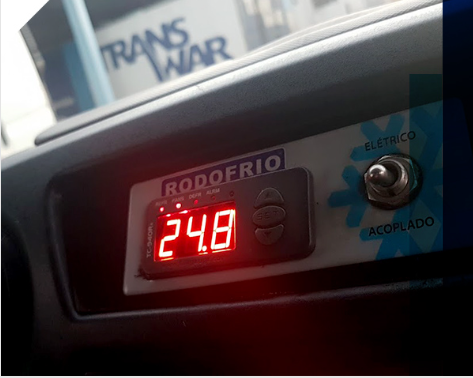 TRANS
WAR
ELÉTRICO
RODOFRIO
24.8
ACOPLADO